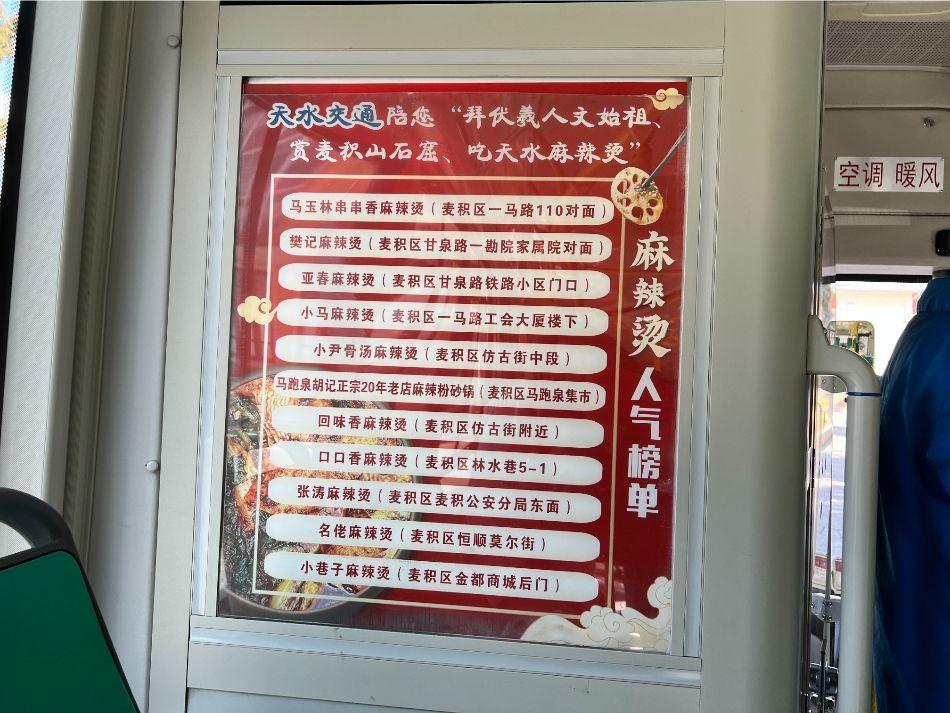 天水交通陪您“拜伏羲人文始祖、
赏麦积山石窟、吃天水麻辣烫”
麻辣烫人气榜单
马玉林串串香麻辣烫（麦积区一马路110对面）
樊记麻辣烫（麦积区甘泉路一勘院家属院对面）
亚春麻辣烫（麦积区甘泉路铁路小区门口）
小马麻辣烫（麦积区一马路工会大厦楼下）
小尹骨汤麻辣烫（麦积区仿古街中段）
马跑泉胡记正宗20年老店麻辣粉砂锅（麦积区马跑泉集市）
回味香麻辣烫（麦积区仿古街附近）
口口香麻辣烫（麦积区林水巷5-1）
张涛麻辣烫（麦积区麦积公安分局东面）
名佬麻辣烫（麦积区恒顺莫尔街）
小巷子麻辣烫（麦积区金都商城后门）
空调 暖风